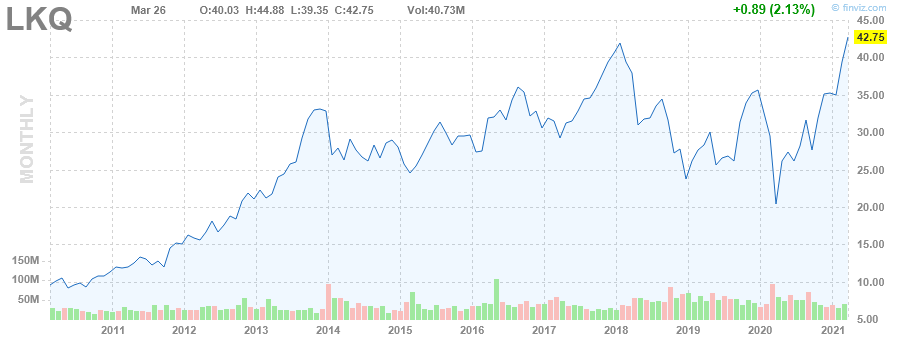 LKQ
Mar 26 O:40.03 H:44.88 L:39.35 C:42.75 Vol:40.73M +0.89 (2.13%) © finviz.com
MONTHLY
45.00
42.75
40.00
35.00
30.00
25.00
20.00
15.00
10.00
5.00
150M
100M
50M
2011 2012 2013 2014 2015 2016 2017 2018 2019 2020 2021